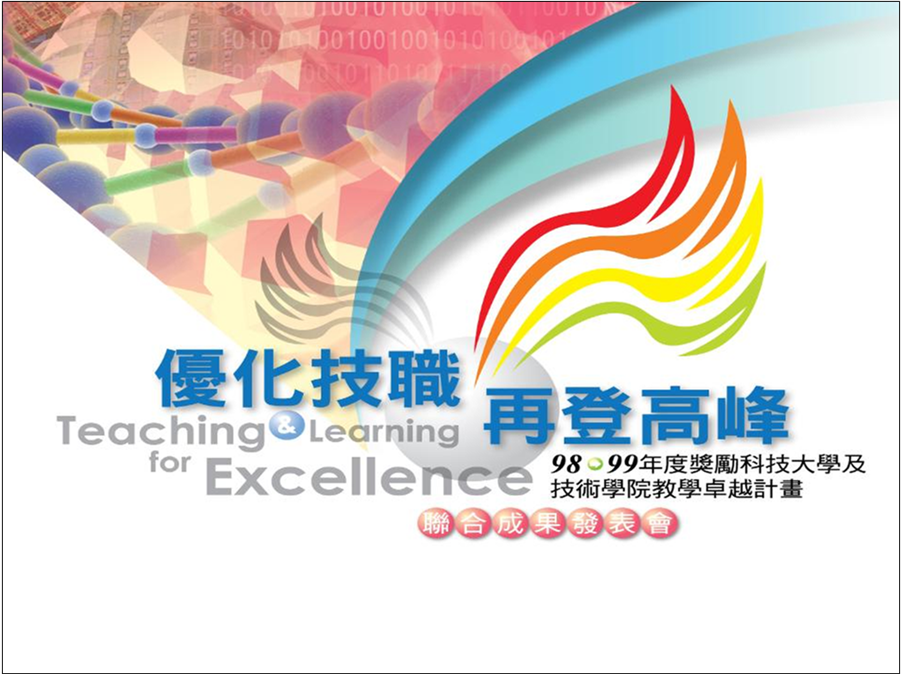 優化技職
再登高峰
Teaching & Learning
for Excellence
98 99年度獎勵科技大學及
技術學院教學卓越計畫
聯合成果發表會